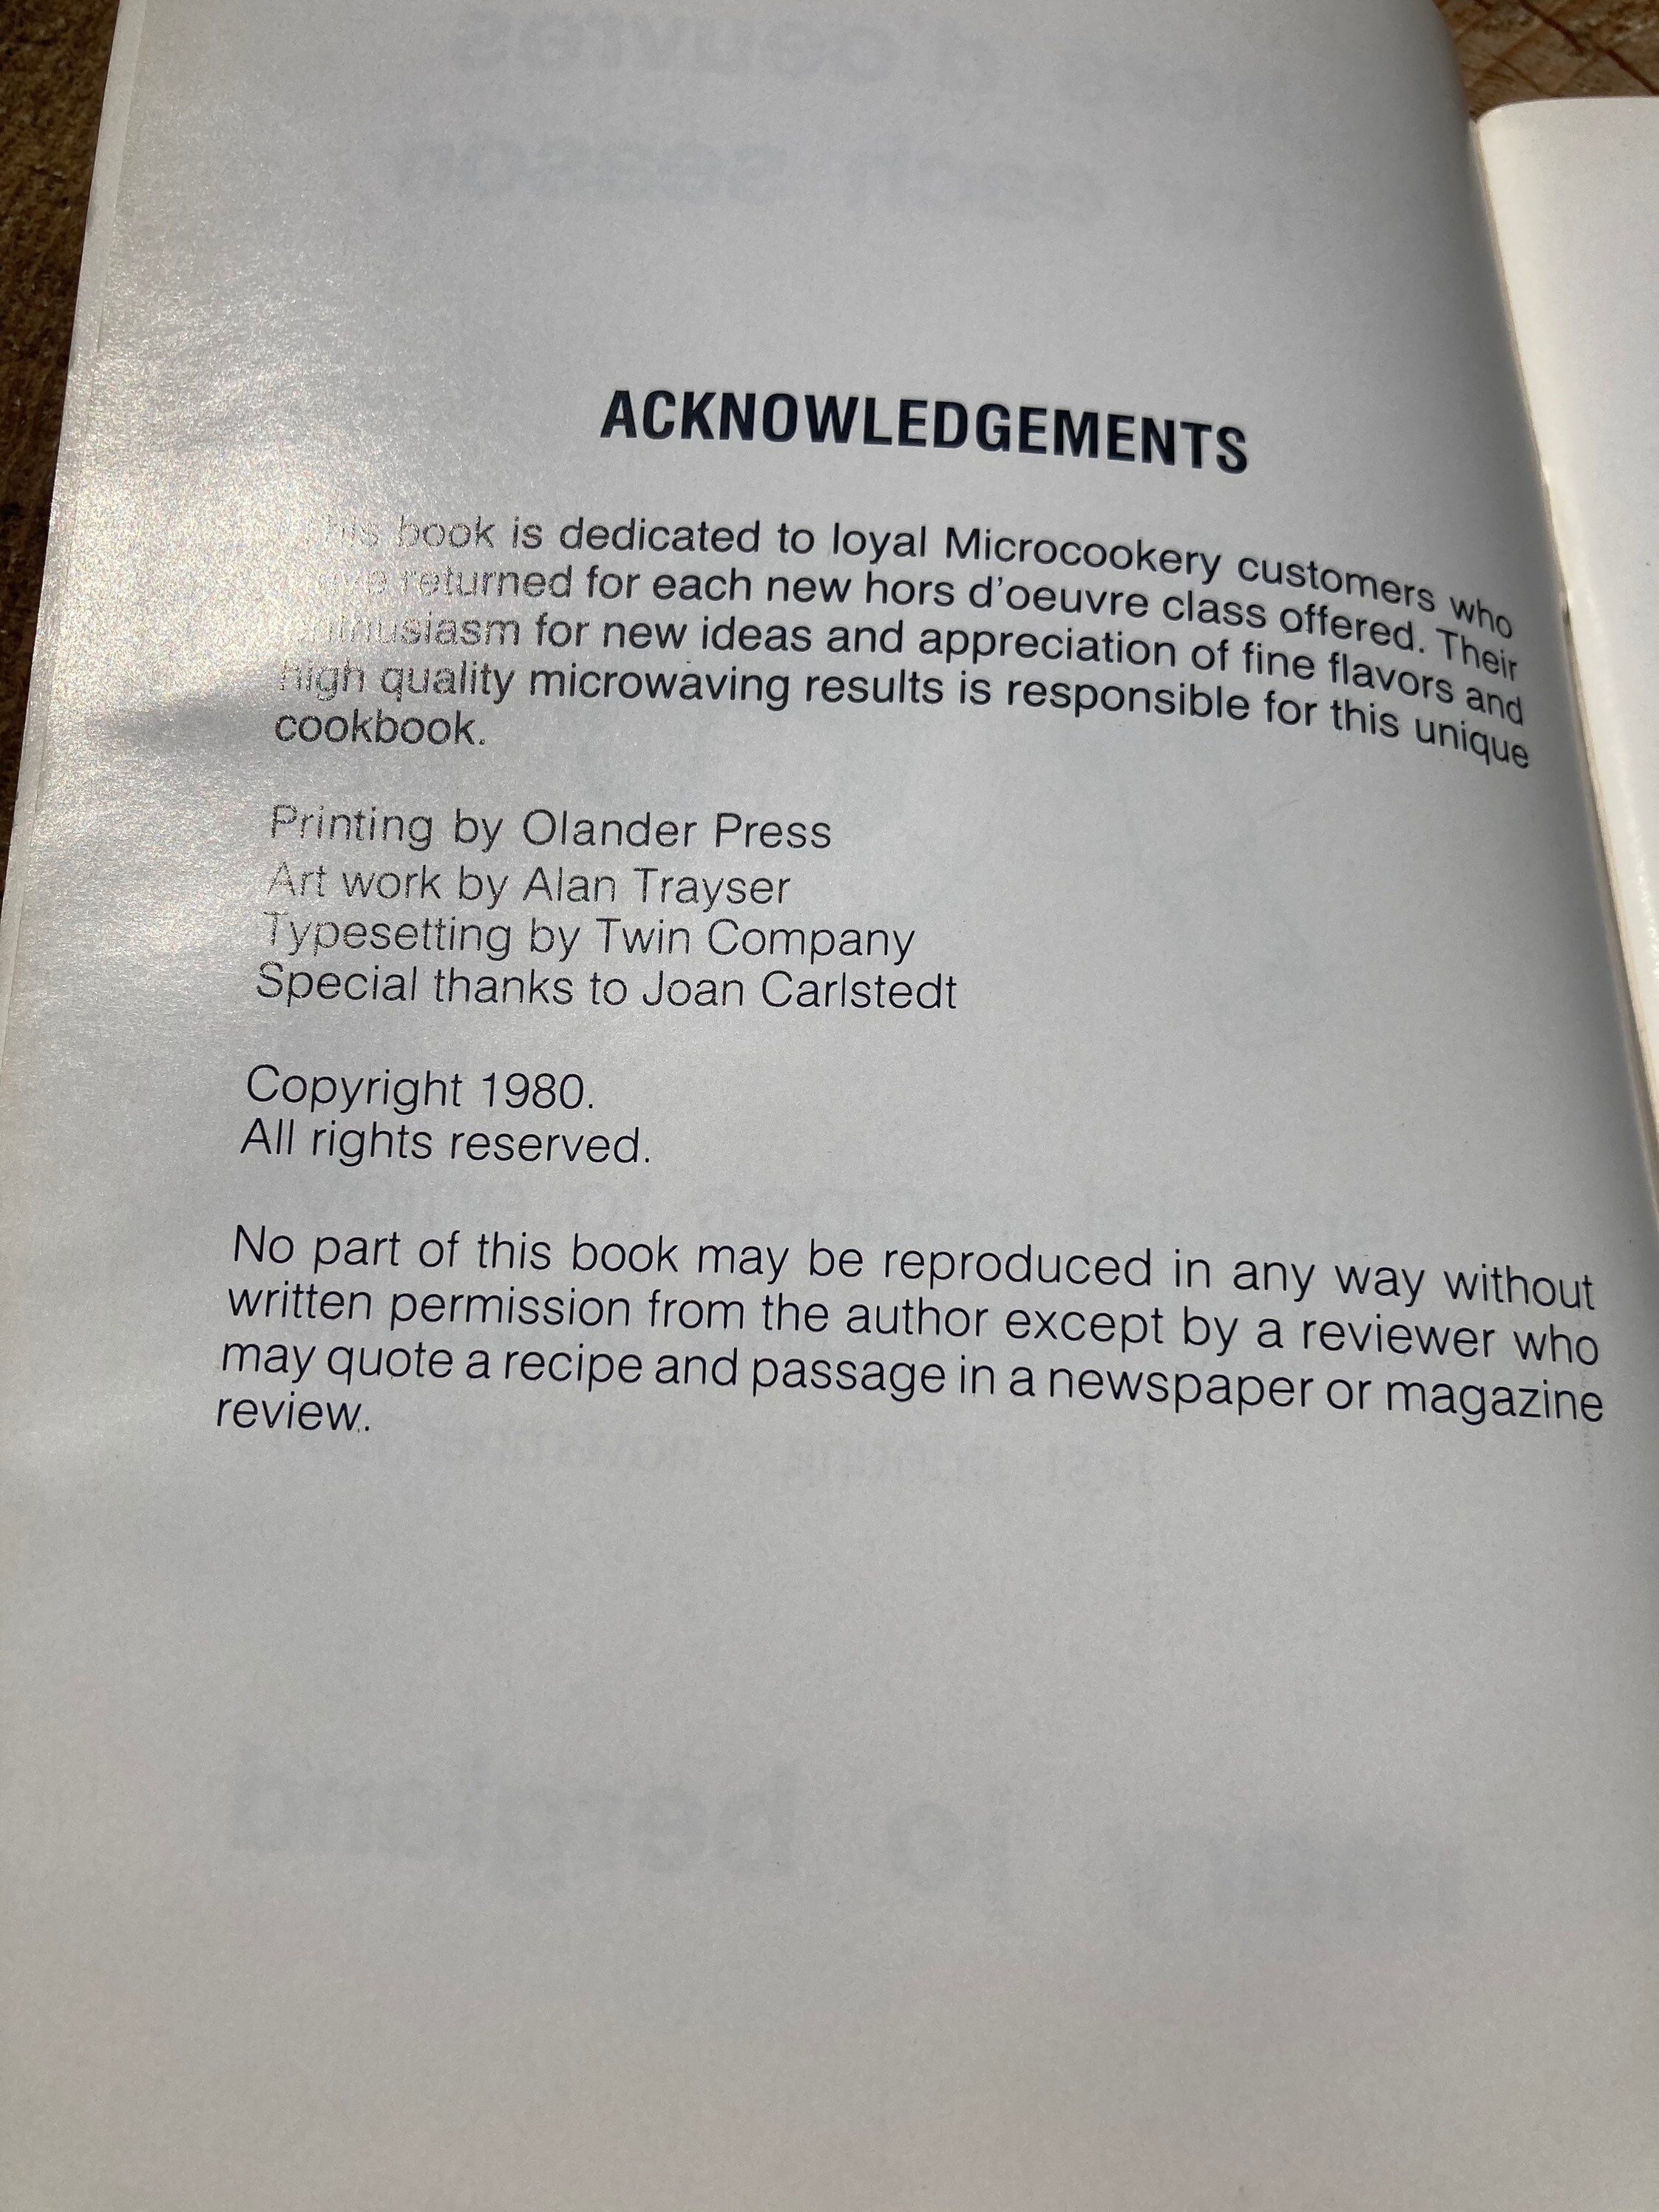 ACKNOWLEDGEMENTS
This book is dedicated to loyal Microcookery customers who
have returned for each new hors d'oeuvre class offered. Their
enthusiasm for new ideas and appreciation of fine flavors and
high quality microwaving results is responsible for this unique
cookbook.
Printing by Olander Press
Art work by Alan Trayser
Typesetting by Twin Company
Special thanks to Joan Carlstedt
Copyright 1980.
All rights reserved.
No part of this book may be reproduced in any way without
written permission from the author except by a reviewer who
may quote a recipe and passage in a newspaper or magazine
review.